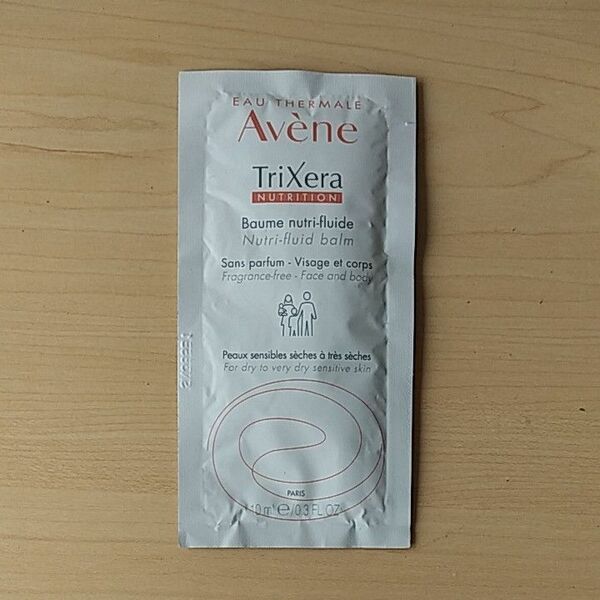 EAU THERMALE
Avène
TriXera
NUTRITION
Baume nutri-fluide
Nutri-fluid balm
Sans parfum - Visage et corps
Fragrance-free - Face and body
Peaux sensibles sèches à très sèches
For dry to very dry sensitive skin
PARIS
10 ml ℮/0.3 FL.OZ.